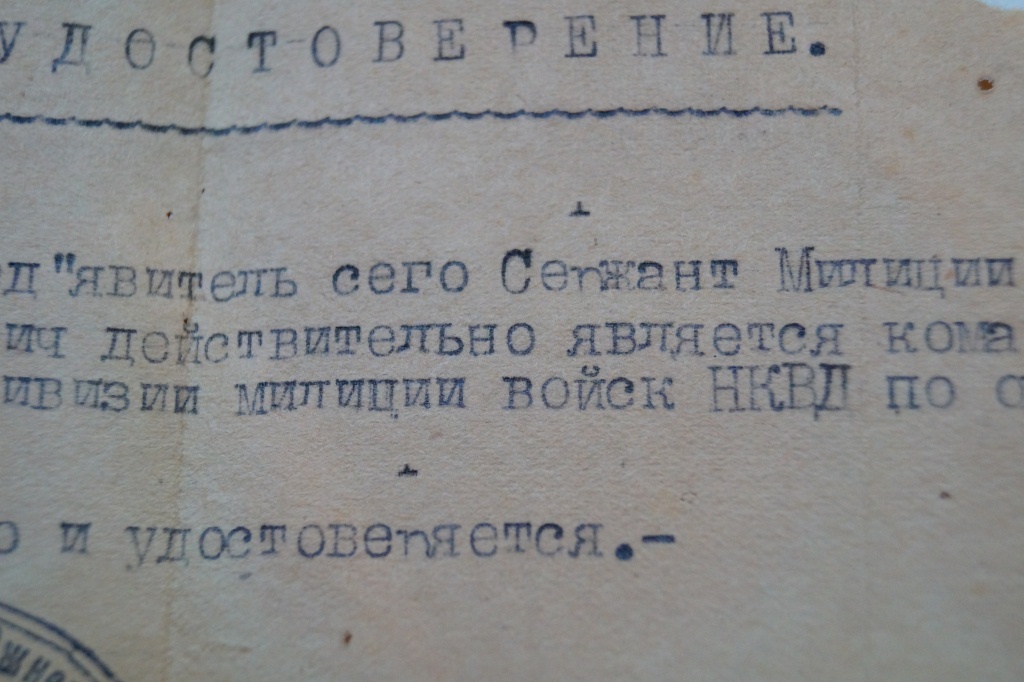 УДОСТОВЕРЕНИЕ.
д"явитель сего Сержант Милиции
ич действительно является кома
ивизии милиции войск НКВД по
о и удостоверяется.-